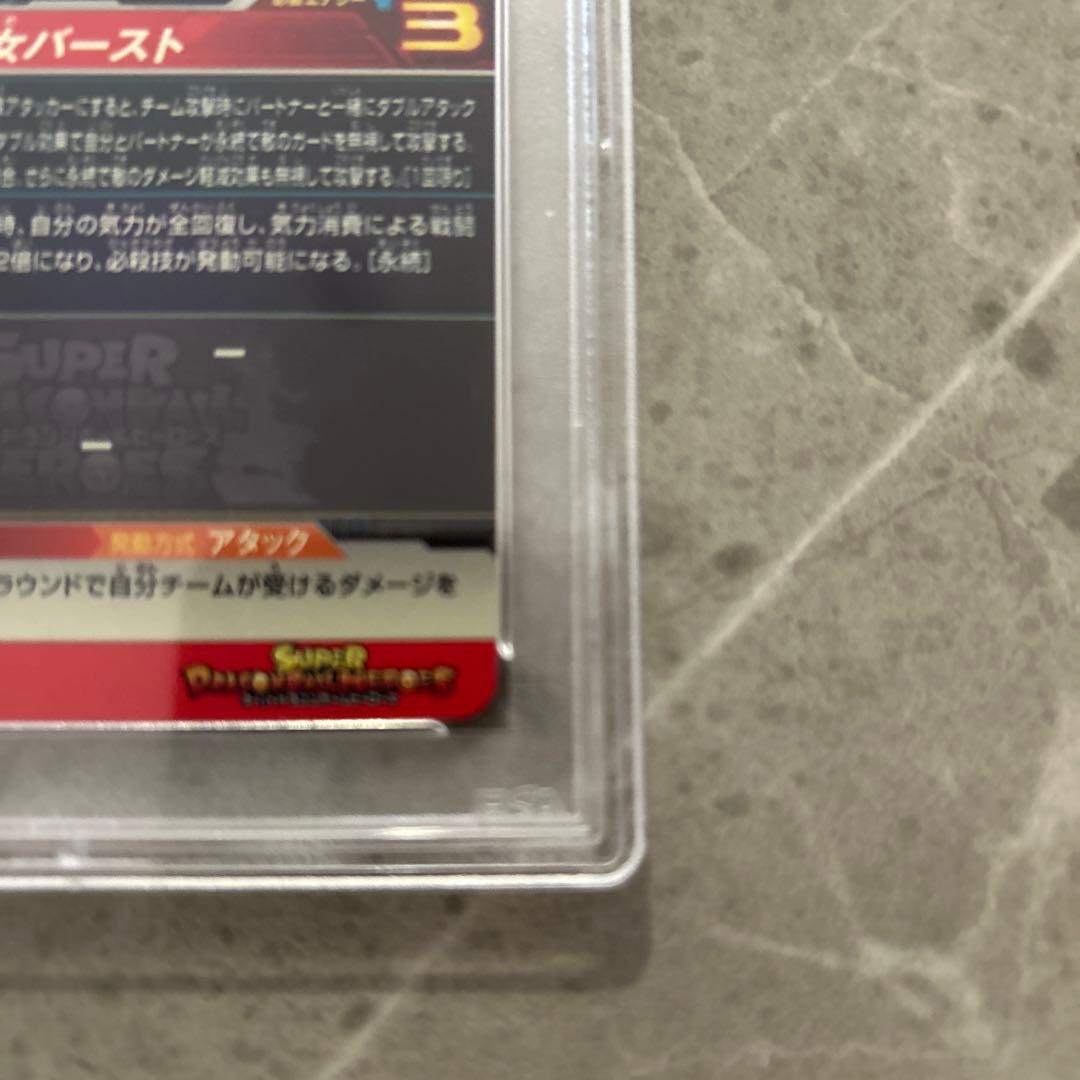 女バースト 3
アタッカーにすると、チーム攻撃時にパートナーと一緒にダブルアタック
ダブル効果で自分とパートナーが永続で敵のガードを無視して攻撃する。
合、さらに永続で敵のダメージ軽減効果も無視して攻撃する。[1回限り]
時、自分の気力が全回復し、気力消費による戦闘
2倍になり、必殺技が発動可能になる。[永続]
SUPER
HEROES
発動方式 アタック
ラウンドで自分チームが受けるダメージを
SUPER
DRAGONBALL HEROES
PSA